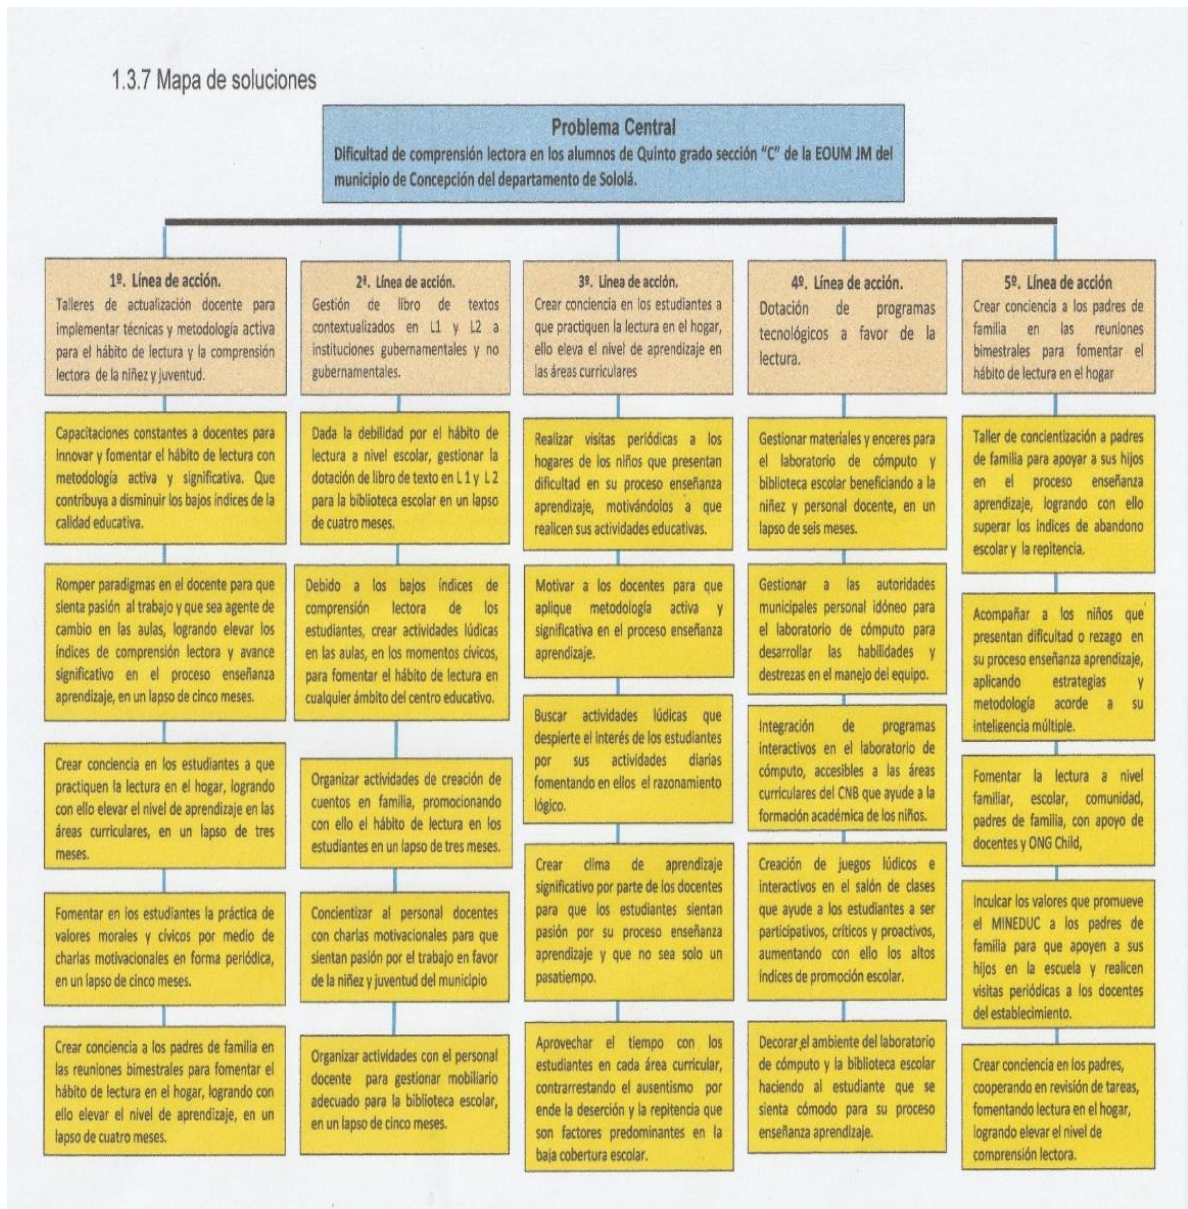 1.3.7 Mapa de soluciones
Problema Central
Dificultad de comprensión lectora en los alumnos de Quinto grado sección "C" de la EOUM JM del
municipio de Concepción del departamento de Sololá.
1º. Línea de acción.
Talleres de actualización docente para
implementar técnicas y metodología activa
para el hábito de lectura y la comprensión
lectora de la niñez y juventud.
Capacitaciones constantes a docentes para
innovar y fomentar el hábito de lectura con
metodología activa y significativa. Que
contribuya a disminuir los bajos índices de la
calidad educativa.
Romper paradigmas en el docente para que
sienta pasión al trabajo y que sea agente de
cambio en las aulas, logrando elevar los
índices de comprensión lectora y avance
significativo en el proceso enseñanza
aprendizaje, en un lapso de cinco meses.
Crear conciencia en los estudiantes a que
practiquen la lectura en el hogar, logrando
con ello elevar el nivel de aprendizaje en las
áreas curriculares, en un lapso de tres
meses.
Fomentar en los estudiantes la práctica de
valores morales y cívicos por medio de
charlas motivacionales en forma periódica,
en un lapso de cinco meses.
Crear conciencia a los padres de familia en
las reuniones bimestrales para fomentar el
hábito de lectura en el hogar, logrando con
ello elevar el nivel de aprendizaje, en un
lapso de cuatro meses.
2ª. Línea de acción.
Gestión de libro de textos
contextualizados en L1 y L2 a
instituciones gubernamentales y no
gubernamentales.
Dada la debilidad por el hábito de
lectura a nivel escolar, gestionar la
dotación de libro de texto en L 1 y L 2
para la biblioteca escolar en un lapso
de cuatro meses.
Debido a los bajos índices de
comprensión lectora de los
estudiantes, crear actividades lúdicas
en las aulas, en los momentos cívicos,
para fomentar el hábito de lectura en
cualquier ámbito del centro educativo.
Organizar actividades de creación de
cuentos en familia, promocionando
con ello el hábito de lectura en los
estudiantes en un lapso de tres meses.
Concientizar al personal docentes
con charlas motivacionales para que
sientan pasión por el trabajo en favor
de la niñez y juventud del municipio
Organizar actividades con el personal
docente para gestionar mobiliario
adecuado para la biblioteca escolar,
en un lapso de cinco meses.
3º. Línea de acción.
Crear conciencia en los estudiantes a
que practiquen la lectura en el hogar,
ello eleva el nivel de aprendizaje en
las áreas curriculares
Realizar visitas periódicas a los
hogares de los niños que presentan
dificultad en su proceso enseñanza
aprendizaje, motivándolos a que
realicen sus actividades educativas.
Motivar a los docentes para que
aplique metodología activa y
significativa en el proceso enseñanza
aprendizaje.
Buscar actividades lúdicas que
despierte el interés de los estudiantes
por sus actividades diarias
fomentando en ellos el razonamiento
lógico.
Crear clima de aprendizaje
significativo por parte de los docentes
para que los estudiantes sientan
pasión por su proceso enseñanza
aprendizaje y que no sea solo un
pasatiempo.
Aprovechar el tiempo con los
estudiantes en cada área curricular,
contrarrestando el ausentismo por
ende la deserción y la repitencia que
son factores predominantes en la
baja cobertura escolar.
4º. Línea de acción.
Dotación de programas
tecnológicos a favor de la
lectura.
Gestionar materiales y enceres para
el laboratorio de cómputo y
biblioteca escolar beneficiando a la
niñez y personal docente, en un
lapso de seis meses.
Gestionar a las autoridades
municipales personal idóneo para
el laboratorio de cómputo para
desarrollar las habilidades y
destrezas en el manejo del equipo.
Integración de programas
interactivos en el laboratorio de
cómputo, accesibles a las áreas
curriculares del CNB que ayude a la
formación académica de los niños.
Creación de juegos lúdicos e
interactivos en el salón de clases
que ayude a los estudiantes a ser
participativos, críticos y proactivos,
aumentando con ello los altos
índices de promoción escolar.
Decorar el ambiente del laboratorio
de cómputo y la biblioteca escolar
haciendo al estudiante que se
sienta cómodo para su proceso
enseñanza aprendizaje.
5º. Línea de acción
Crear conciencia a los padres de
familia en las reuniones
bimestrales para fomentar el
hábito de lectura en el hogar
Taller de concientización a padres
de familia para apoyar a sus hijos
en el proceso enseñanza
aprendizaje, logrando con ello
superar los índices de abandono
escolar y la repitencia.
Acompañar a los niños que
presentan dificultad o rezago en
su proceso enseñanza aprendizaje,
aplicando estrategias y
metodología acorde a su
inteligencia múltiple.
Fomentar la lectura a nivel
familiar, escolar, comunidad,
padres de familia, con apoyo de
docentes y ONG Child,
Inculcar los valores que promueve
el MINEDUC a los padres de
familia para que apoyen a sus
hijos en la escuela y realicen
visitas periódicas a los docentes
del establecimiento.
Crear conciencia en los padres,
cooperando en revisión de tareas,
fomentando lectura en el hogar,
logrando elevar el nivel de
comprensión lectora.